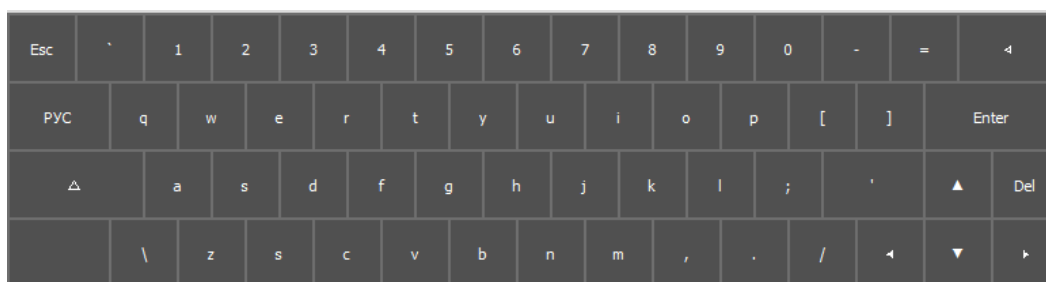 Esc ` 1 2 3 4 5 6 7 8 9 0 - =
РУС q w e r t y u i o p [ ] Enter
a s d f g h j k l ; ' Del
\ z s c v b n m , . /